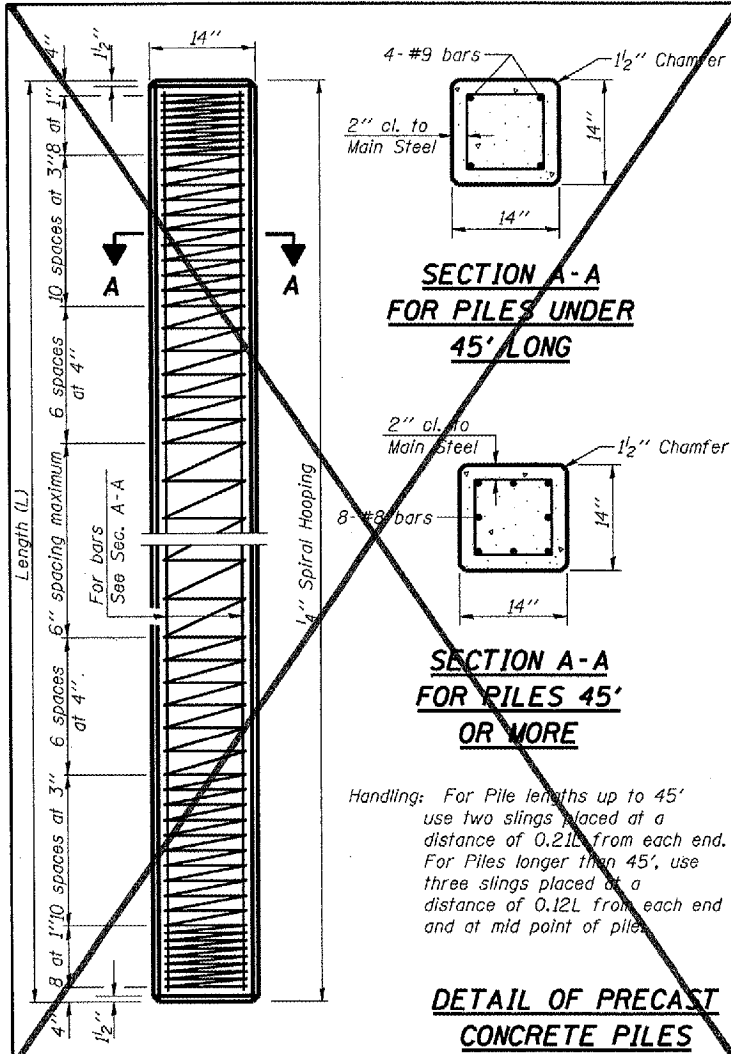 14"
4"
1½"
8 at 1"
10 spaces at 3"
A
A
6 spaces
at 4"
6" spacing maximum
For bars
See Sec. A-A
Length (L)
¼" Spiral Hooping
6 spaces
at 4"
10 spaces at 3"
8 at 1"
4"
1½"
4-#9 bars
1½" Chamfer
2" cl. to
Main Steel
14"
14"
SECTION A-A
FOR PILES UNDER
45' LONG
2" cl. to
Main Steel
1½" Chamfer
8-#8 bars
14"
14"
SECTION A-A
FOR PILES 45'
OR MORE
Handling: For Pile lengths up to 45'
use two slings placed at a
distance of 0.21L from each end.
For Piles longer than 45', use
three slings placed at a
distance of 0.12L from each end
and at mid point of pile.
DETAIL OF PRECAST
CONCRETE PILES